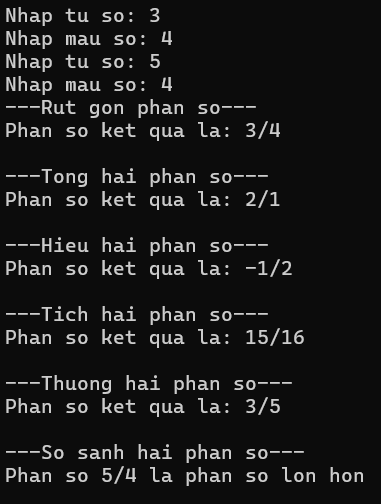 Nhap tu so: 3
Nhap mau so: 4
Nhap tu so: 5
Nhap mau so: 4
---Rut gon phan so---
Phan so ket qua la: 3/4
---Tong hai phan so---
Phan so ket qua la: 2/1
---Hieu hai phan so---
Phan so ket qua la: -1/2
---Tich hai phan so---
Phan so ket qua la: 15/16
---Thuong hai phan so---
Phan so ket qua la: 3/5
---So sanh hai phan so---
Phan so 5/4 la phan so lon hon